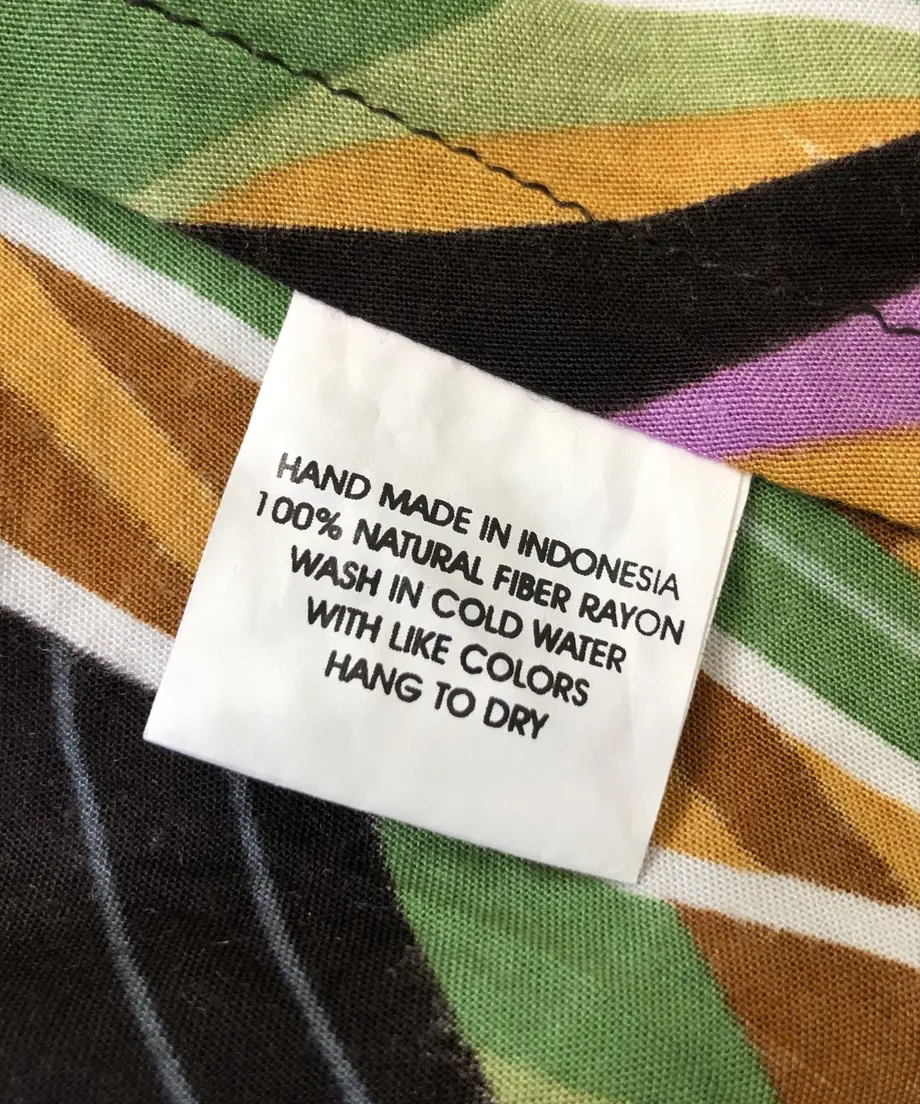 HAND MADE IN INDONESIA
100% NATURAL FIBER RAYON
WASH IN COLD WATER
WITH LIKE COLORS
HANG TO DRY